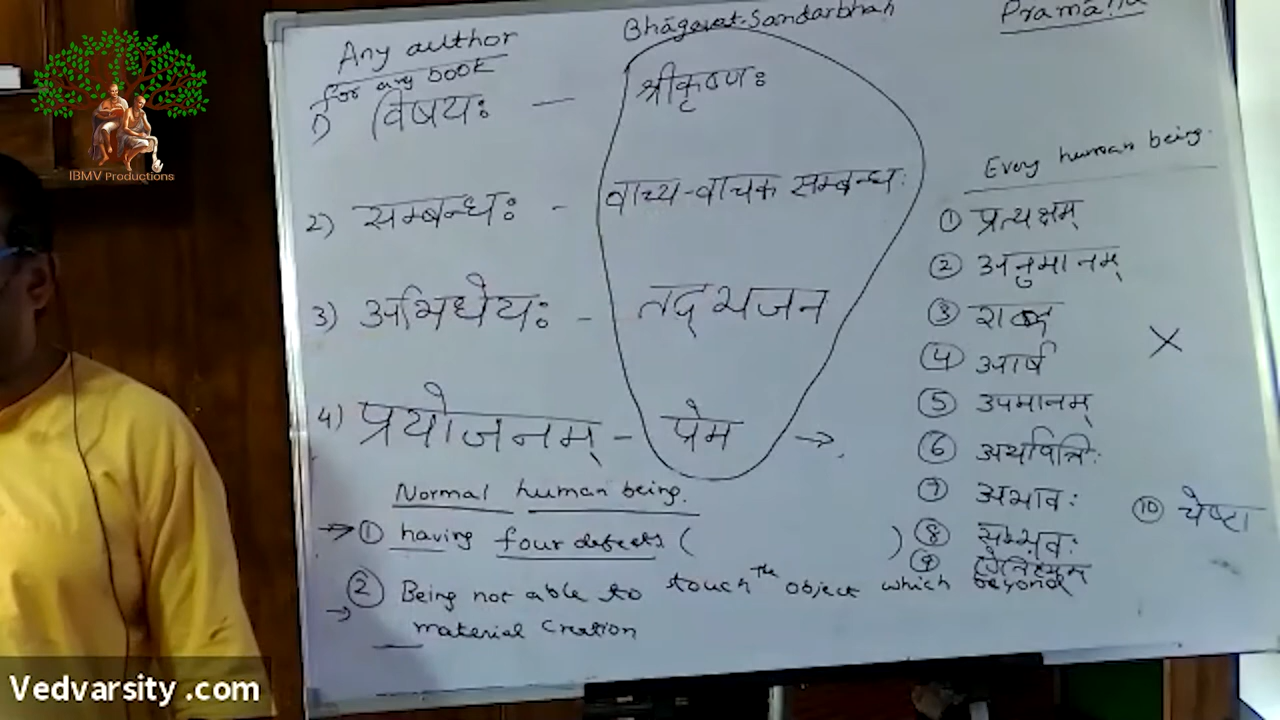 Any author
for any book
Bhāgavat-Sandarbhah
Pramāna
1) विषयः — श्रीकृष्णः
2) सम्बन्धः - वाच्य-वाचक सम्बन्धः
3) अभिधेयः - तद् भजन
4) प्रयोजनम् - प्रेम →
Every human being.
① प्रत्यक्षम्
② अनुमानम्
③ शब्द
④ आर्ष
⑤ उपमानम्
⑥ अर्थापत्तिः
⑦ अभावः
⑧ सम्भवः
⑨ ऐतिह्यम्
⑩ चेष्टा
X
Normal human being.
→ ① having four defects ( )
② Being not able to touch The object which beyond
→ material creation
IBMV Productions
Vedvarsity .com